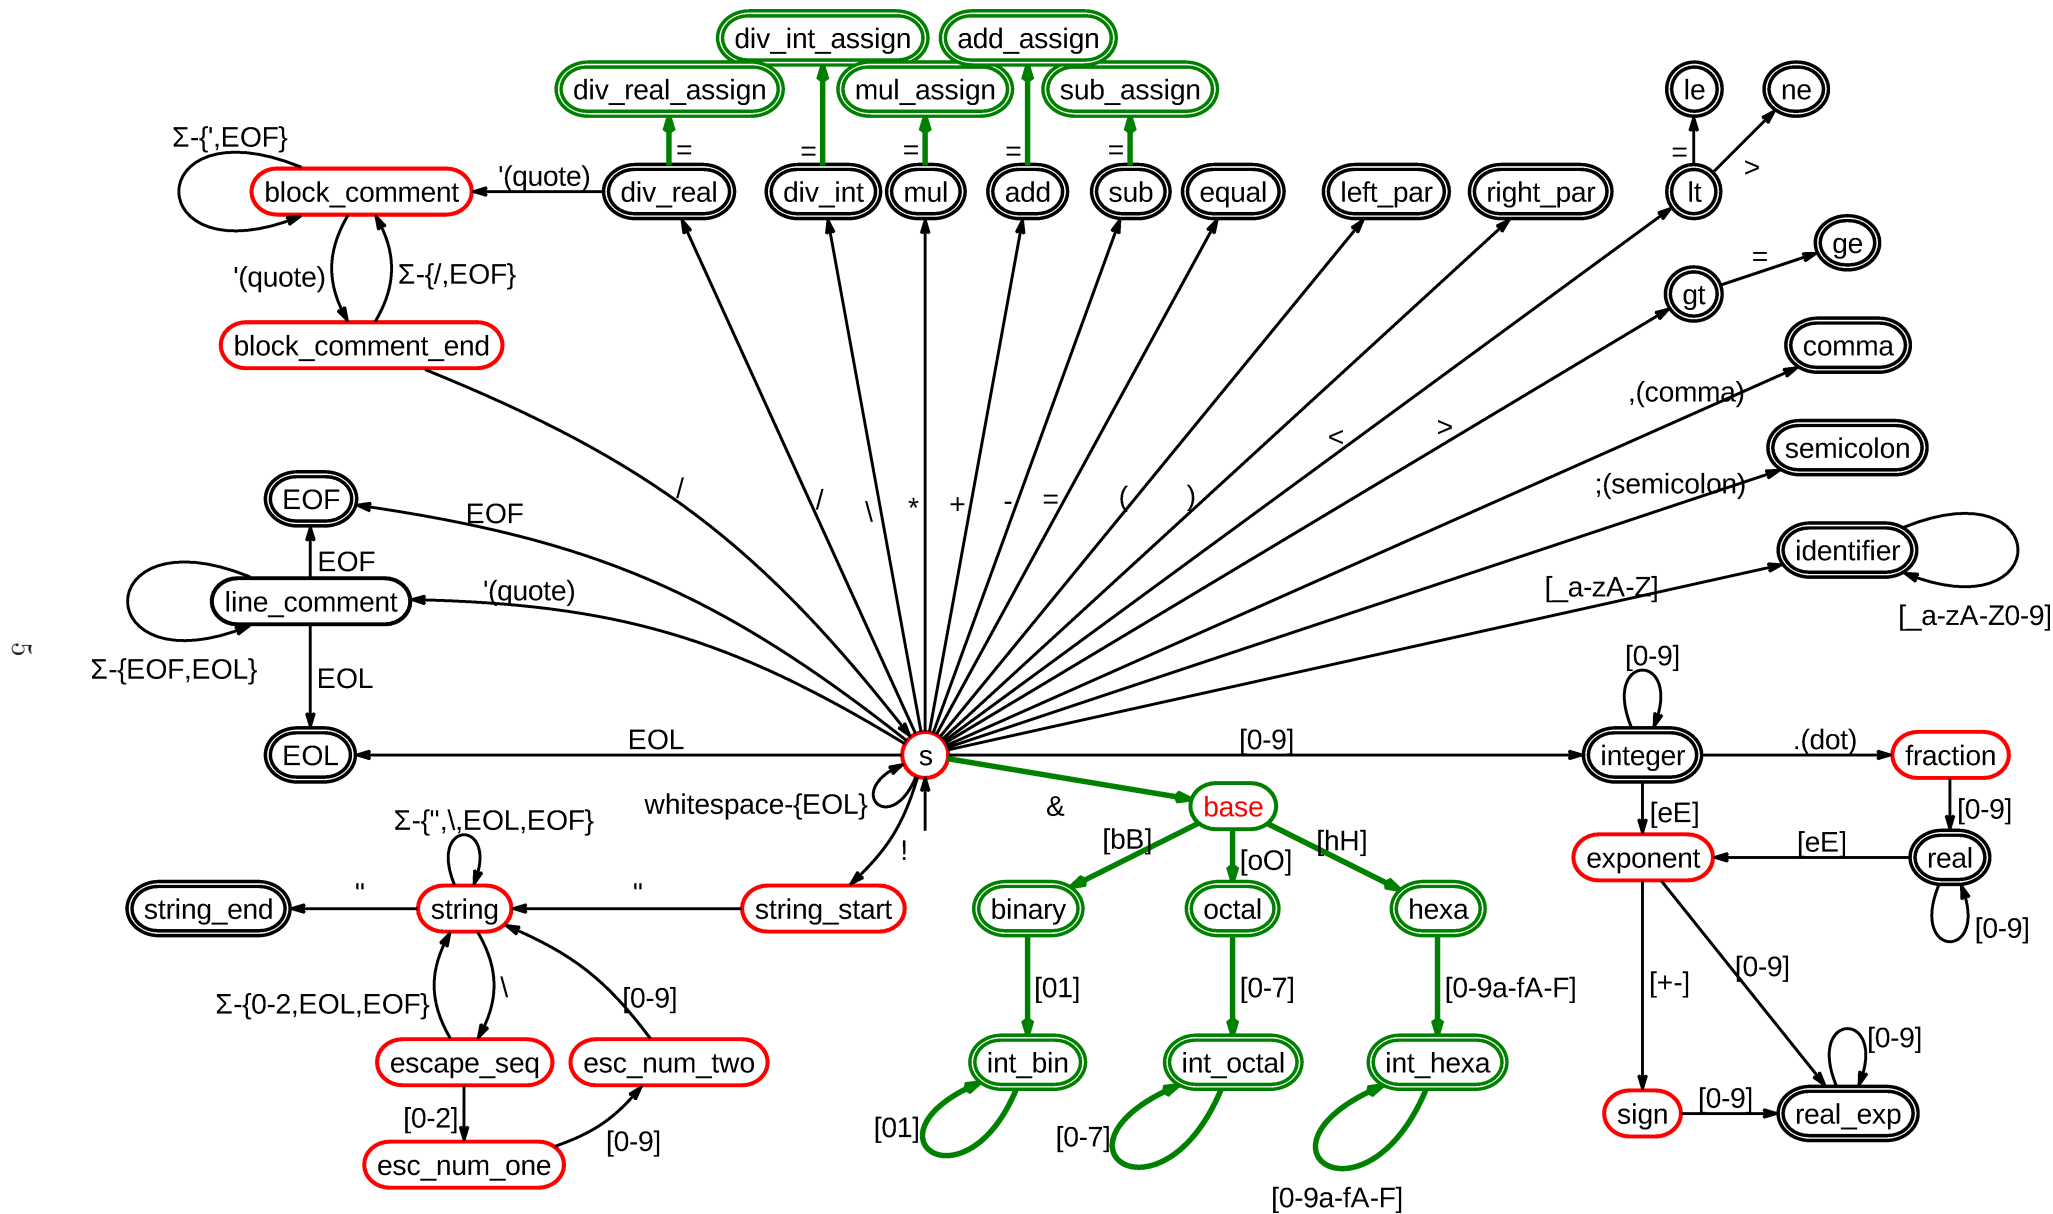 div_int_assign
add_assign
div_real_assign
mul_assign
sub_assign
le
ne
Σ-{',EOF}
=
=
=
=
=
=
>
block_comment
'(quote)
div_real
div_int
mul
add
sub
equal
left_par
right_par
lt
ge
=
'(quote)
Σ-{/,EOF}
gt
block_comment_end
comma
,(comma)
<
>
semicolon
;(semicolon)
/
EOF
EOF
/
\
*
+
-
=
(
)
identifier
EOF
line_comment
'(quote)
[_a-zA-Z]
[_a-zA-Z0-9]
5
Σ-{EOF,EOL}
EOL
[0-9]
EOL
EOL
s
[0-9]
integer
.(dot)
fraction
whitespace-{EOL}
&
base
[eE]
[0-9]
Σ-{",\,EOL,EOF}
!
[bB]
[oO]
[hH]
exponent
[eE]
real
string_end
"
string
"
string_start
binary
octal
hexa
[0-9]
Σ-{0-2,EOL,EOF}
\
[0-9]
[01]
[0-7]
[0-9a-fA-F]
[+-]
[0-9]
escape_seq
esc_num_two
int_bin
int_octal
int_hexa
[0-9]
[0-2]
[0-9]
[01]
[0-7]
sign
[0-9]
real_exp
esc_num_one
[0-9a-fA-F]